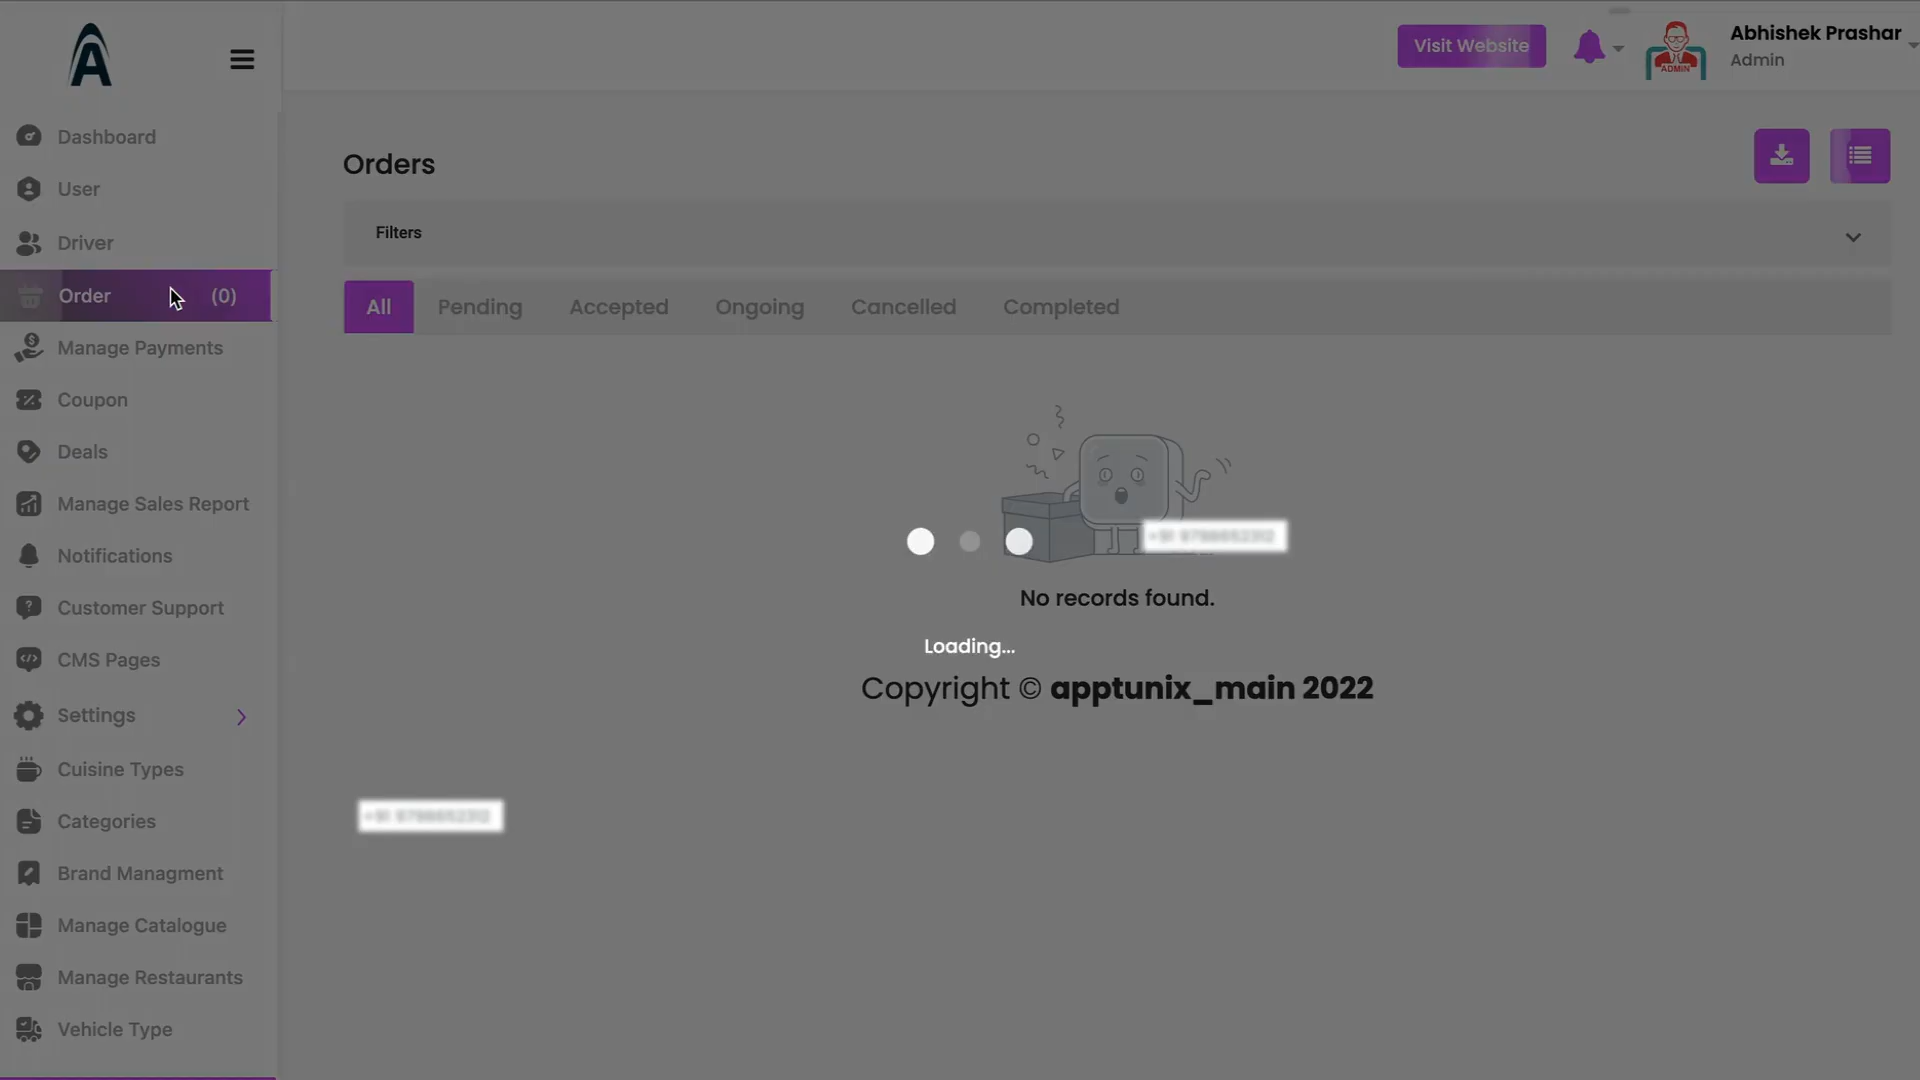 A
Visit Website
Abhishek Prashar
Admin
ADMIN
Dashboard
User
Driver
Order (0)
Manage Payments
Coupon
Deals
Manage Sales Report
Notifications
Customer Support
CMS Pages
Settings
Cuisine Types
Categories
Brand Managment
Manage Catalogue
Manage Restaurants
Vehicle Type
Orders
Filters
All Pending Accepted Ongoing Cancelled Completed
No records found.
Loading...
Copyright © apptunix_main 2022